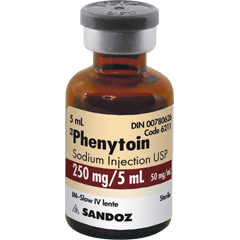 5 mL DIN 00780626
Code 6211
Phenytoin
Sodium Injection USP
250 mg/5 mL 50 mg/mL
IM-Slow IV lente Sterile
SANDOZ